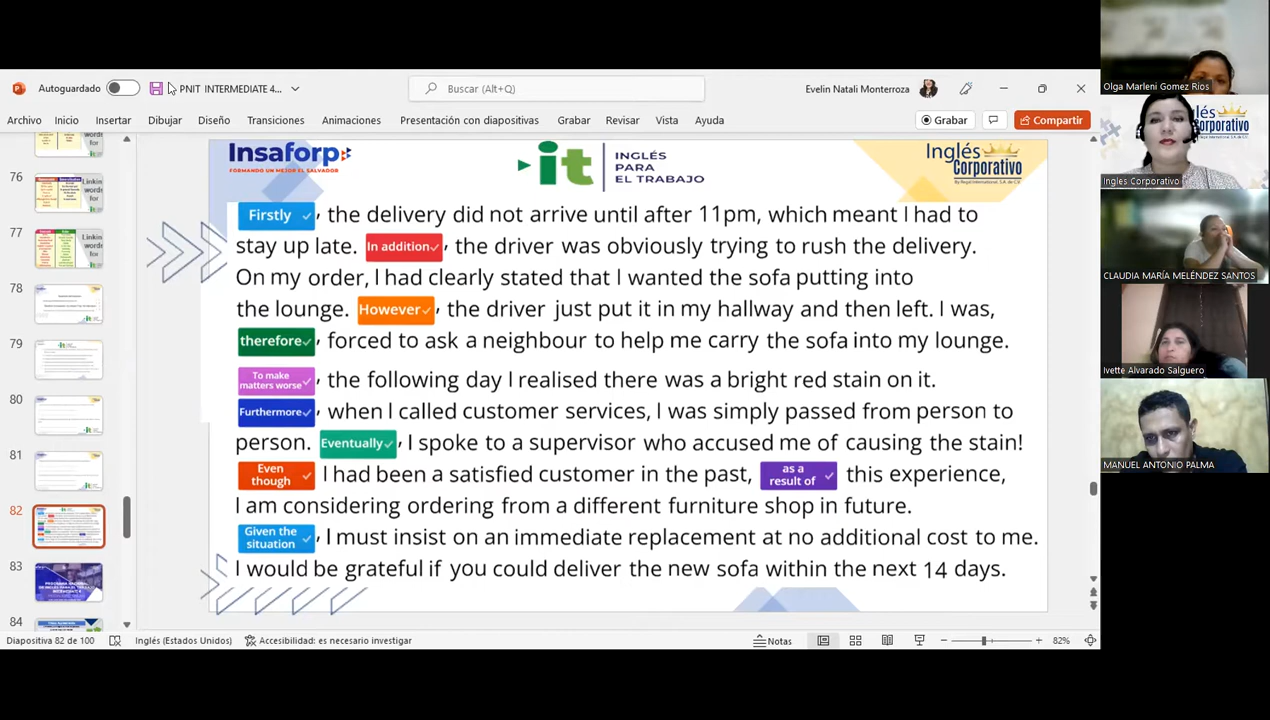 Autoguardado
PNIT INTERMEDIATE 4...
Buscar (Alt+Q)
Evelin Natali Monterroza
Archivo Inicio Insertar Dibujar Diseño Transiciones Animaciones Presentación con diapositivas Grabar Revisar Vista Ayuda
Grabar
Compartir
76
77
78
79
80
81
82
83
84
Insaforp
FORMANDO UN MEJOR EL SALVADOR
it
INGLÉS
PARA
EL TRABAJO
Inglés
Corporativo
Firstly, the delivery did not arrive until after 11pm, which meant I had to
stay up late. In addition, the driver was obviously trying to rush the delivery.
On my order, I had clearly stated that I wanted the sofa putting into
the lounge. However, the driver just put it in my hallway and then left. I was,
therefore, forced to ask a neighbour to help me carry the sofa into my lounge.
To make matters worse, the following day I realised there was a bright red stain on it.
Furthermore, when I called customer services, I was simply passed from person to
person. Eventually, I spoke to a supervisor who accused me of causing the stain!
Even though I had been a satisfied customer in the past, as a result of this experience,
I am considering ordering from a different furniture shop in future.
Given the situation, I must insist on an immediate replacement at no additional cost to me.
I would be grateful if you could deliver the new sofa within the next 14 days.
Diapositiva 82 de 100
Inglés (Estados Unidos)
Accesibilidad: es necesario investigar
Notas
82%
Olga Marleni Gomez Rios
Inglés
Corporativo
Inglés Corporativo
CLAUDIA MARÍA MELÉNDEZ SANTOS
Ivette Alvarado Salguero
MANUEL ANTONIO PALMA